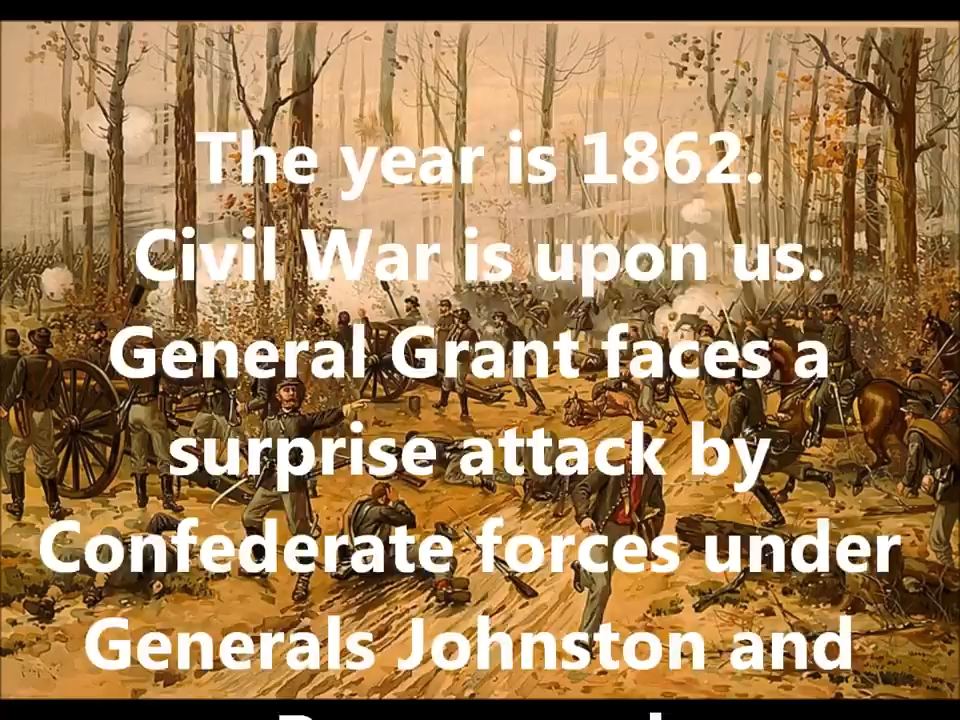 The year is 1862.
Civil War is upon us.
General Grant faces a
surprise attack by
Confederate forces under
Generals Johnston and